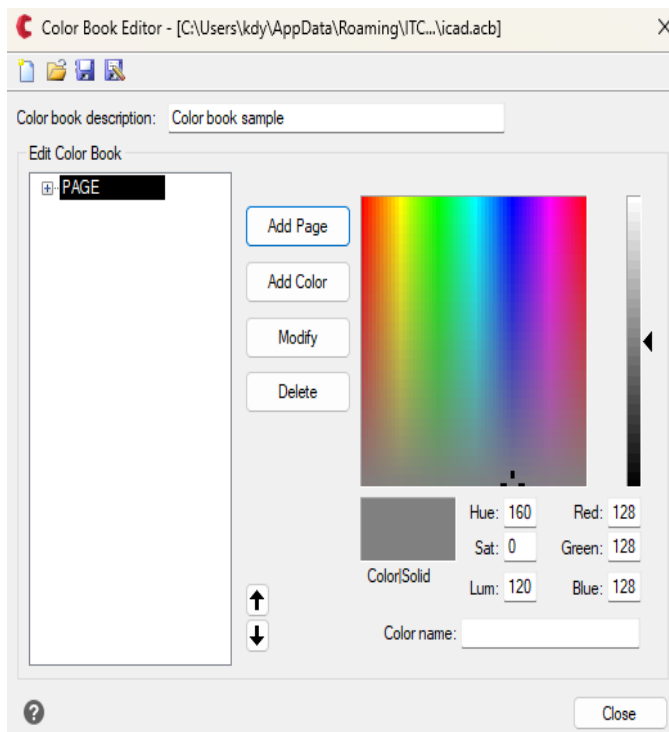 Color Book Editor - [C:\Users\kdy\AppData\Roaming\ITC...\icad.acb]
Color book description: Color book sample
Edit Color Book
PAGE
Add Page
Add Color
Modify
Delete
Hue: 160 Red: 128
Sat: 0 Green: 128
Color|Solid
Lum: 120 Blue: 128
Color name:
Close